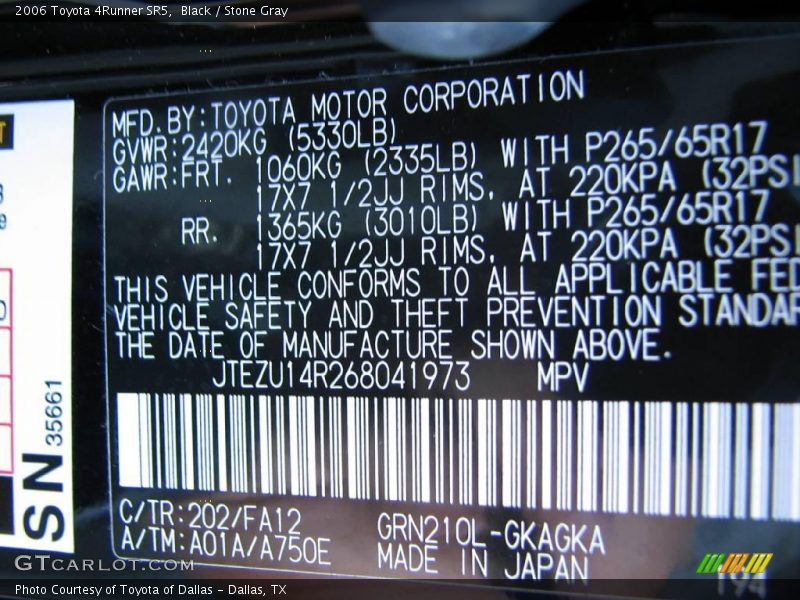 2006 Toyota 4Runner SR5,  Black / Stone Gray
MFD.BY:TOYOTA MOTOR CORPORATION
GVWR:2420KG (5330LB)
GAWR:FRT. 1060KG (2335LB) WITH P265/65R17
17X7 1/2JJ RIMS, AT 220KPA (32PSI
RR. 1365KG (3010LB) WITH P265/65R17
17X7 1/2JJ RIMS, AT 220KPA (32PSI
THIS VEHICLE CONFORMS TO ALL APPLICABLE FED
VEHICLE SAFETY AND THEFT PREVENTION STANDAR
THE DATE OF MANUFACTURE SHOWN ABOVE.
JTEZU14R268041973 MPV
C/TR:202/FA12 GRN210L-GKAGKA
A/TM:A01A/A750E MADE IN JAPAN
SN 35661
194
GTcarlot.com
Photo Courtesy of Toyota of Dallas - Dallas, TX